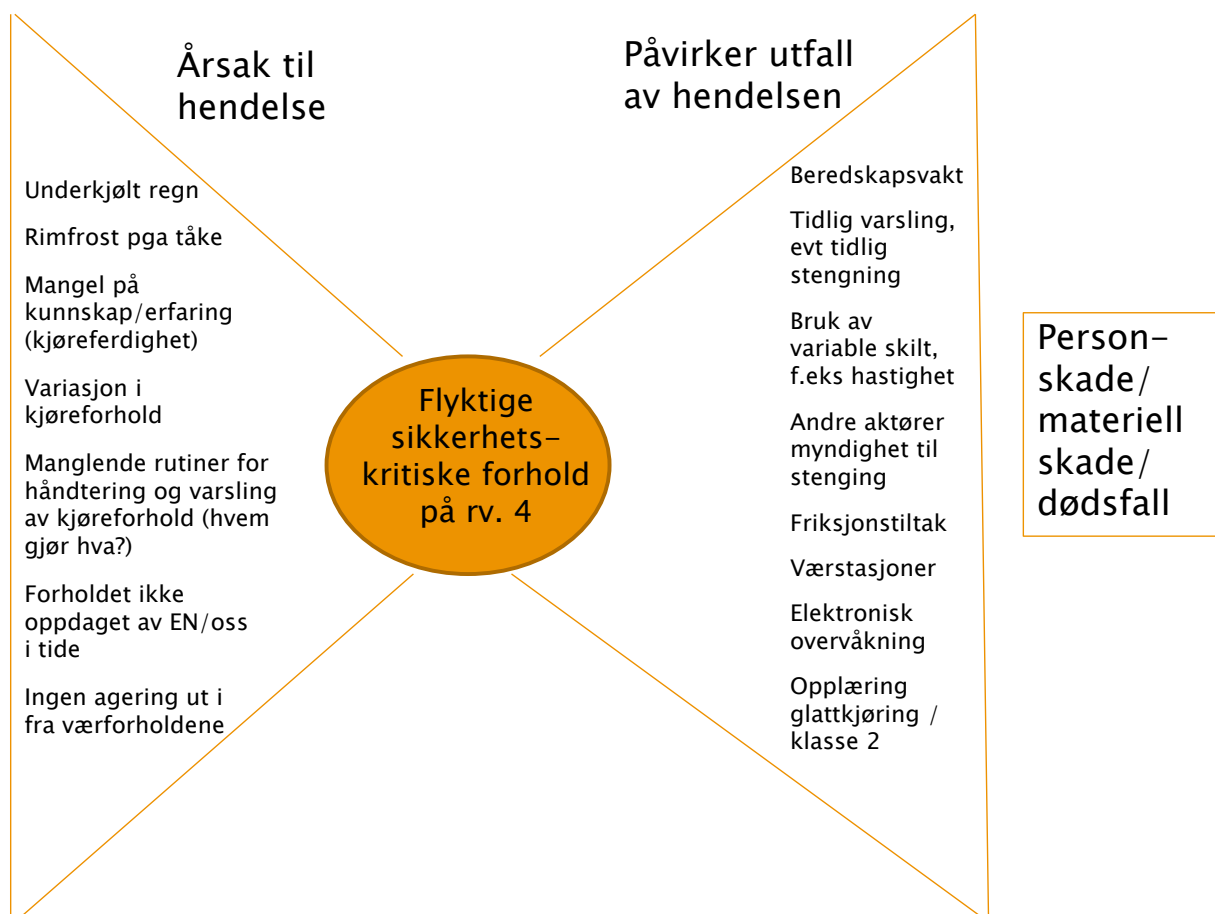 Årsak til
hendelse
Påvirker utfall
av hendelsen
Underkjølt regn
Rimfrost pga tåke
Mangel på
kunnskap/erfaring
(kjøreferdighet)
Variasjon i
kjøreforhold
Manglende rutiner for
håndtering og varsling
av kjøreforhold (hvem
gjør hva?)
Forholdet ikke
oppdaget av EN/oss
i tide
Ingen agering ut i
fra værforholdene
Flyktige
sikkerhets-
kritiske forhold
på rv. 4
Beredskapsvakt
Tidlig varsling,
evt tidlig
stengning
Bruk av
variable skilt,
f.eks hastighet
Andre aktører
myndighet til
stenging
Friksjonstiltak
Værstasjoner
Elektronisk
overvåkning
Opplæring
glattkjøring /
klasse 2
Person-
skade/
materiell
skade/
dødsfall